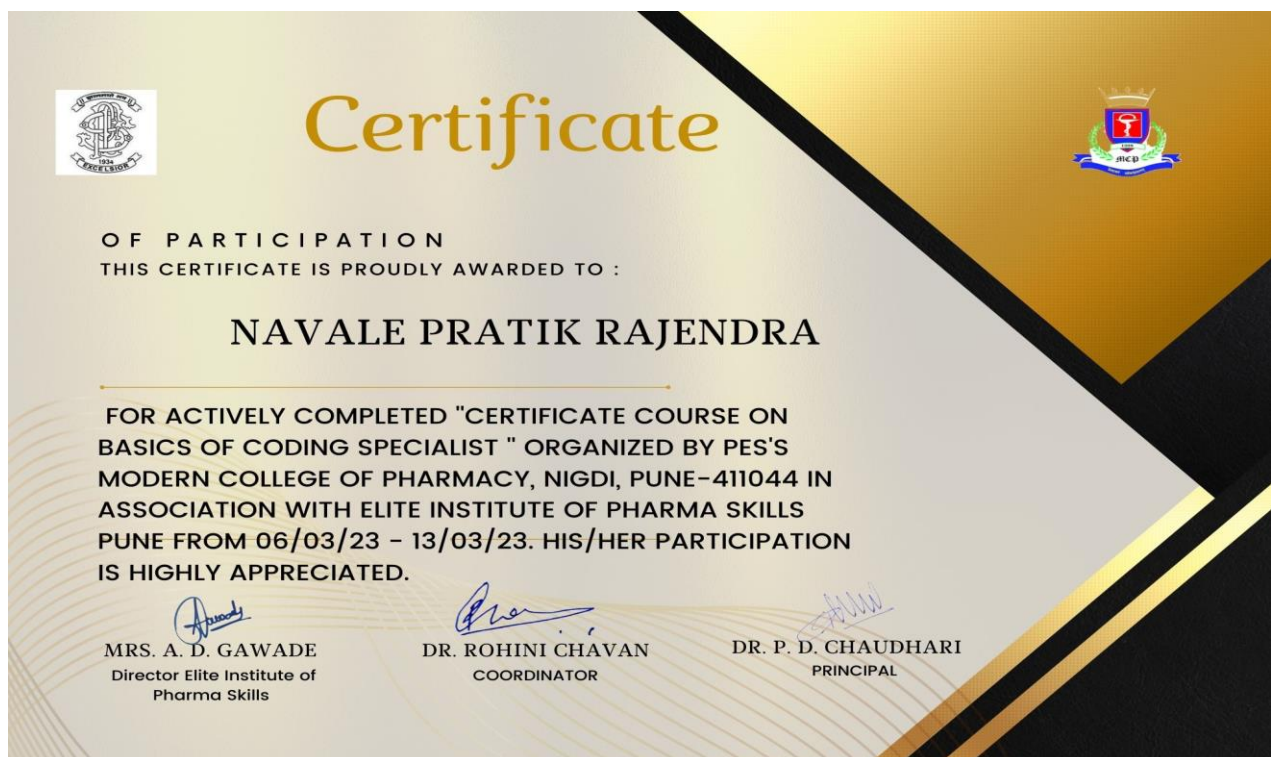 1934
EXCELSIOR
Certificate
MCP
OF PARTICIPATION
THIS CERTIFICATE IS PROUDLY AWARDED TO :
NAVALE PRATIK RAJENDRA
FOR ACTIVELY COMPLETED "CERTIFICATE COURSE ON
BASICS OF CODING SPECIALIST " ORGANIZED BY PES'S
MODERN COLLEGE OF PHARMACY, NIGDI, PUNE-411044 IN
ASSOCIATION WITH ELITE INSTITUTE OF PHARMA SKILLS
PUNE FROM 06/03/23 - 13/03/23. HIS/HER PARTICIPATION
IS HIGHLY APPRECIATED.
MRS. A. D. GAWADE
Director Elite Institute of
Pharma Skills
DR. ROHINI CHAVAN
COORDINATOR
DR. P. D. CHAUDHARI
PRINCIPAL